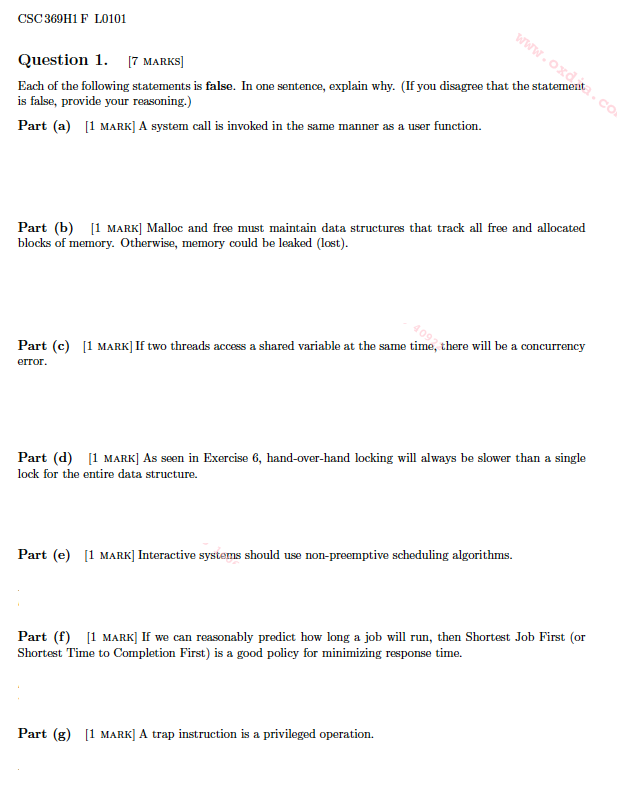 CSC369H1 F L0101
Question 1. [7 MARKS]
Each of the following statements is false. In one sentence, explain why. (If you disagree that the statement
is false, provide your reasoning.)
Part (a) [1 MARK] A system call is invoked in the same manner as a user function.
Part (b) [1 MARK] Malloc and free must maintain data structures that track all free and allocated
blocks of memory. Otherwise, memory could be leaked (lost).
Part (c) [1 MARK] If two threads access a shared variable at the same time, there will be a concurrency
error.
Part (d) [1 MARK] As seen in Exercise 6, hand-over-hand locking will always be slower than a single
lock for the entire data structure.
Part (e) [1 MARK] Interactive systems should use non-preemptive scheduling algorithms.
Part (f) [1 MARK] If we can reasonably predict how long a job will run, then Shortest Job First (or
Shortest Time to Completion First) is a good policy for minimizing response time.
Part (g) [1 MARK] A trap instruction is a privileged operation.